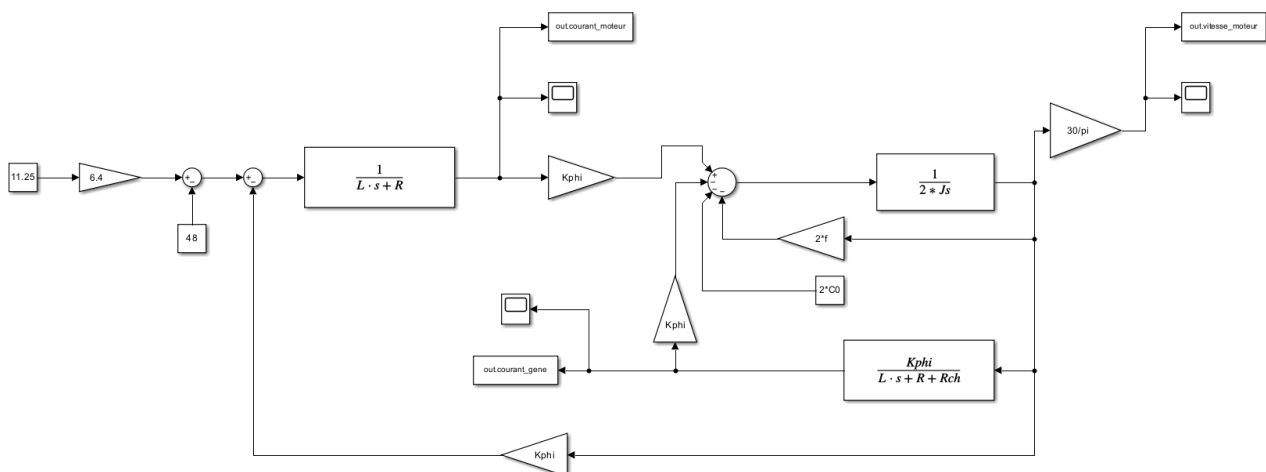 out.courant_moteur
out.vitesse_moteur
30/pi
11.25
6.4
+
−
+
−
1
L · s + R
Kphi
+
−
−
−
1
2 * Js
48
2*f
2*C0
Kphi
out.courant_gene
Kphi
L · s + R + Rch
Kphi